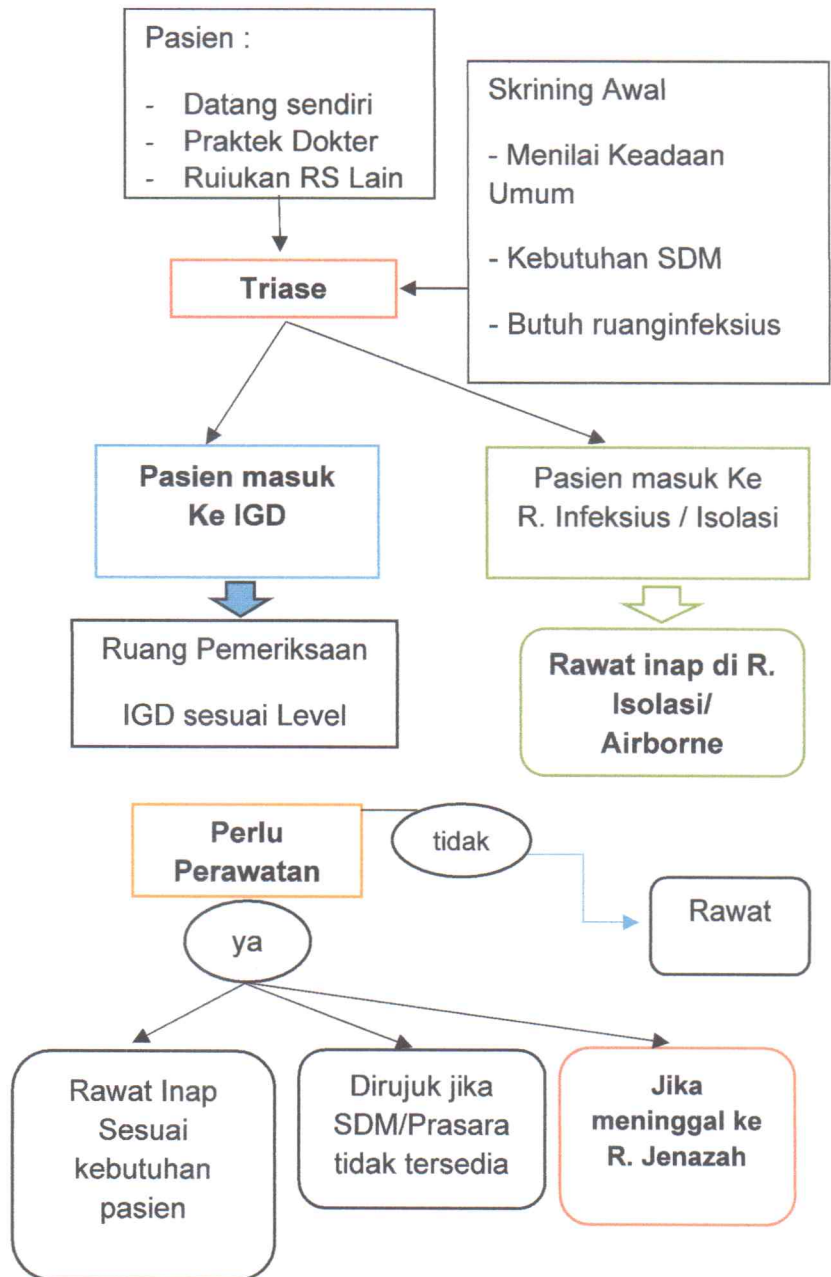 Pasien :
- Datang sendiri
- Praktek Dokter
- Ruiukan RS Lain
Skrining Awal
- Menilai Keadaan
Umum
- Kebutuhan SDM
- Butuh ruanginfeksius
Triase
Pasien masuk
Ke IGD
Pasien masuk Ke
R. Infeksius / Isolasi
Ruang Pemeriksaan
IGD sesuai Level
Rawat inap di R.
Isolasi/
Airborne
Perlu
Perawatan
tidak
Rawat
ya
Rawat Inap
Sesuai
kebutuhan
pasien
Dirujuk jika
SDM/Prasara
tidak tersedia
Jika
meninggal ke
R. Jenazah